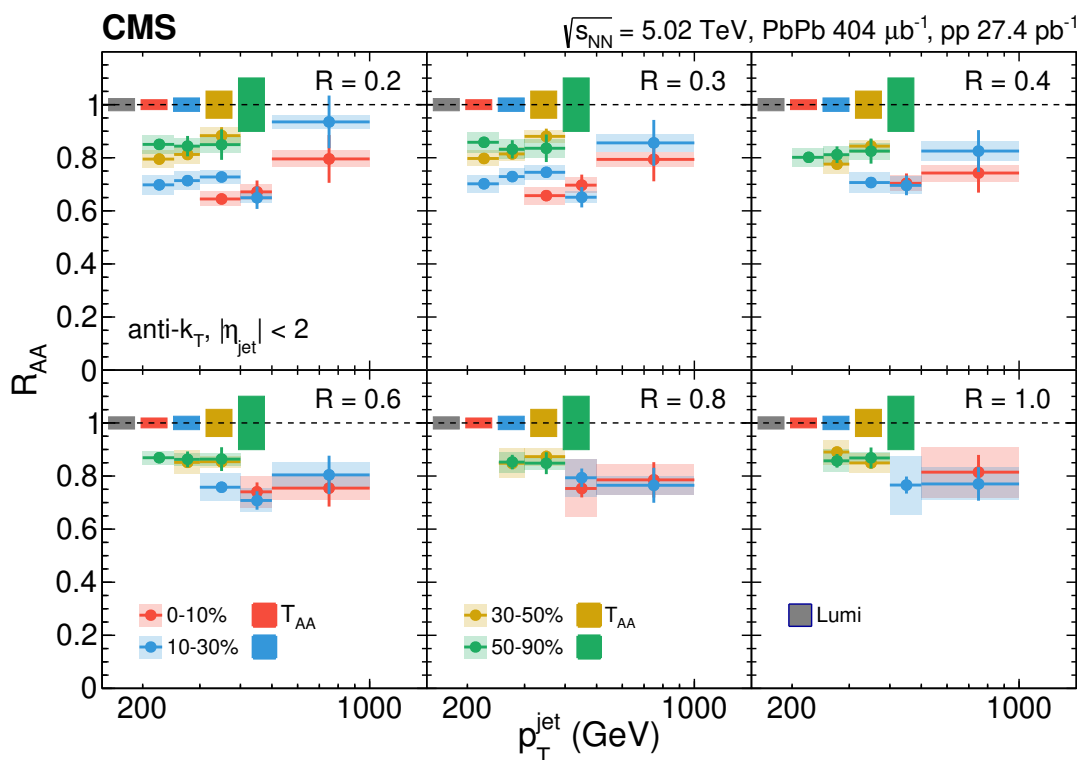 CMS
√s_NN = 5.02 TeV, PbPb 404 μb⁻¹, pp 27.4 pb⁻¹
R = 0.2
R = 0.3
R = 0.4
1
0.8
0.6
0.4
0.2
0
anti-k_T, |η_jet| < 2
R_AA
R = 0.6
R = 0.8
R = 1.0
1
0.8
0.6
0.4
0.2
0
0-10%
T_AA
10-30%
30-50%
T_AA
50-90%
Lumi
200 1000 200 1000 200 1000
p_T^jet (GeV)